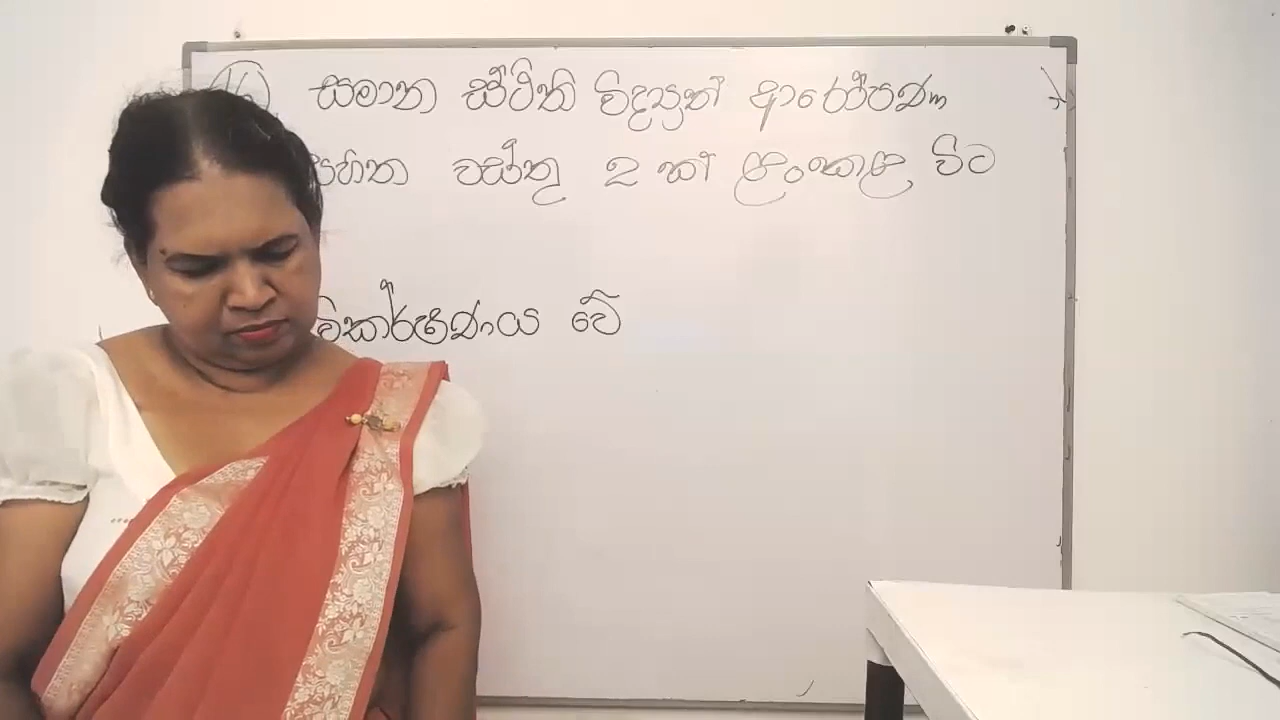 සමාන ස්ථිති විද්‍යුත් ආරෝපණ
සහිත වස්තු 2 ක් ළංකළ විට
විකර්ෂණය වේ